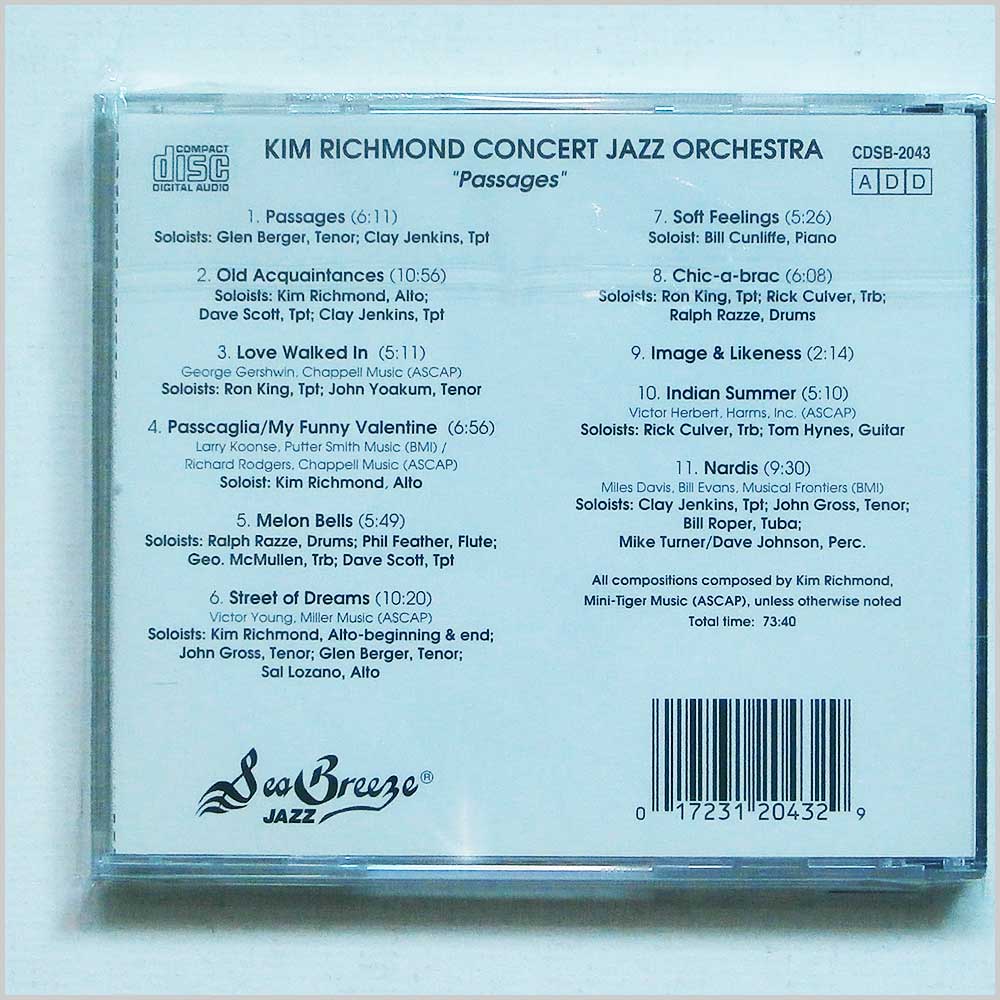 COMPACT
disc
DIGITAL AUDIO
KIM RICHMOND CONCERT JAZZ ORCHESTRA
"Passages"
CDSB-2043
A D D
1. Passages (6:11)
Soloists: Glen Berger, Tenor; Clay Jenkins, Tpt
2. Old Acquaintances (10:56)
Soloists: Kim Richmond, Alto;
Dave Scott, Tpt; Clay Jenkins, Tpt
3. Love Walked In (5:11)
George Gershwin, Chappell Music (ASCAP)
Soloists: Ron King, Tpt; John Yoakum, Tenor
4. Passcaglia/My Funny Valentine (6:56)
Larry Koonse, Putter Smith Music (BMI) /
Richard Rodgers, Chappell Music (ASCAP)
Soloist: Kim Richmond, Alto
5. Melon Bells (5:49)
Soloists: Ralph Razze, Drums; Phil Feather, Flute;
Geo. McMullen, Trb; Dave Scott, Tpt
6. Street of Dreams (10:20)
Victor Young, Miller Music (ASCAP)
Soloists: Kim Richmond, Alto-beginning & end;
John Gross, Tenor; Glen Berger, Tenor;
Sal Lozano, Alto
7. Soft Feelings (5:26)
Soloist: Bill Cunliffe, Piano
8. Chic-a-brac (6:08)
Soloists: Ron King, Tpt; Rick Culver, Trb;
Ralph Razze, Drums
9. Image & Likeness (2:14)
10. Indian Summer (5:10)
Victor Herbert, Harms, Inc. (ASCAP)
Soloists: Rick Culver, Trb; Tom Hynes, Guitar
11. Nardis (9:30)
Miles Davis, Bill Evans, Musical Frontiers (BMI)
Soloists: Clay Jenkins, Tpt; John Gross, Tenor;
Bill Roper, Tuba;
Mike Turner/Dave Johnson, Perc.
All compositions composed by Kim Richmond,
Mini-Tiger Music (ASCAP), unless otherwise noted
Total time: 73:40
Sea Breeze®
JAZZ
0 17231 20432 9